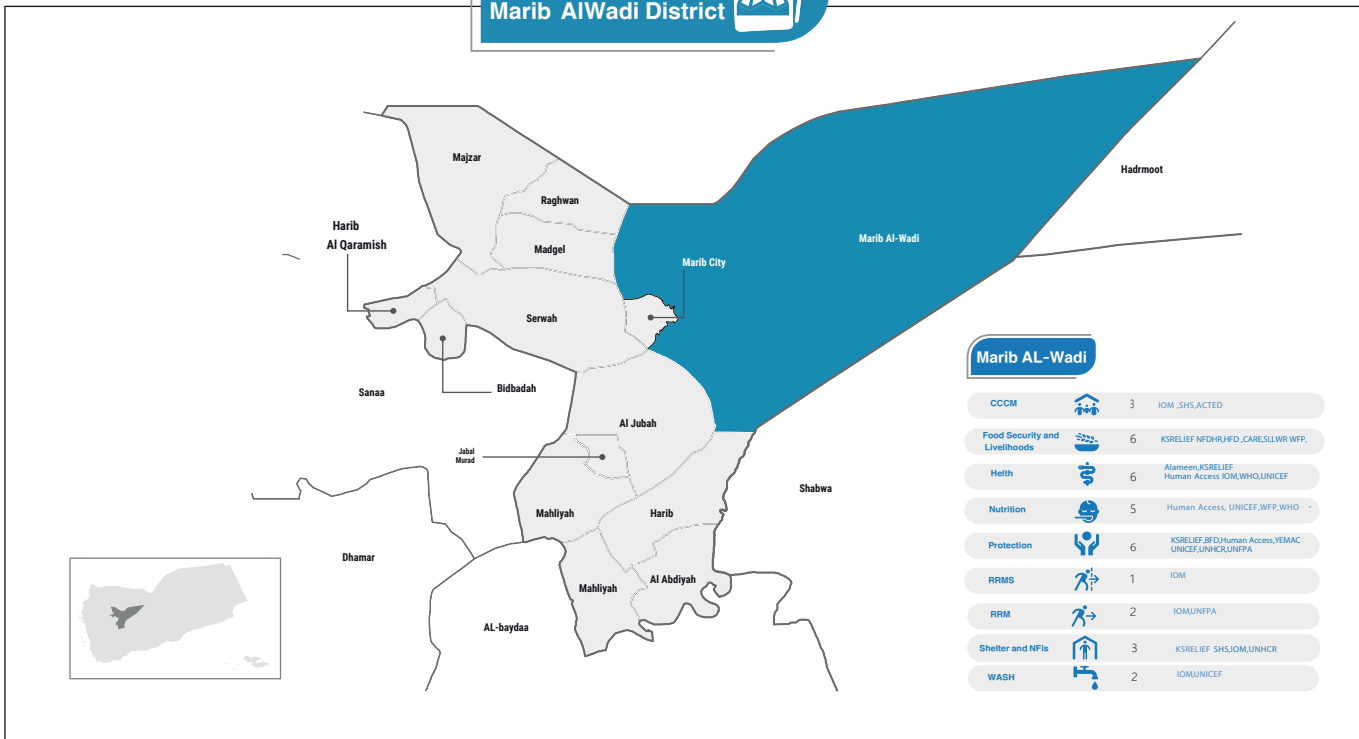 Marib AlWadi District
Majzar
Raghwan
Madgel
Harib
Al Qaramish
Marib City
Marib Al-Wadi
Hadrmoot
Serwah
Sanaa
Bidbadah
Al Jubah
Jabal
Murad
Mahliyah
Harib
Shabwa
Dhamar
Mahliyah
Al Abdiyah
AL-baydaa
Marib AL-Wadi
CCCM 3 IOM ,SHS,ACTED
Food Security and
Livelihoods 6 KSRELIEF NFDHR,HFD ,CARE,SI,LWR WFP,
Helth 6 Alameen,KSRELIEF
Human Access IOM,WHO,UNICEF
Nutrition 5 Human Access, UNICEF,WFP,WHO
Protection 6 KSRELIEF,BFD,Human Access,YEMAC
UNICEF,UNHCR,UNFPA
RRMS 1 IOM
RRM 2 IOM,UNFPA
Shelter and NFIs 3 KSRELIEF SHS,IOM,UNHCR
WASH 2 IOM,UNICEF